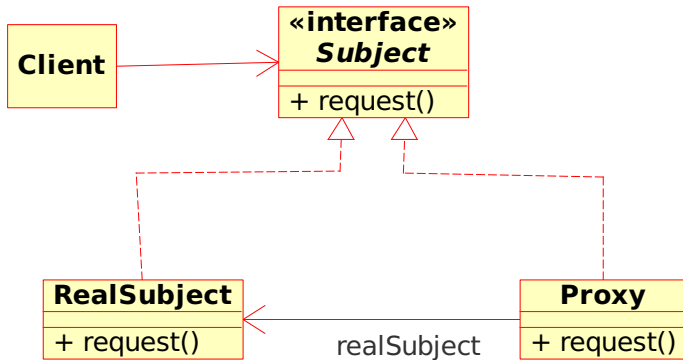 «interface»
Subject
Client
+ request()
RealSubject
+ request()
Proxy
+ request()
realSubject